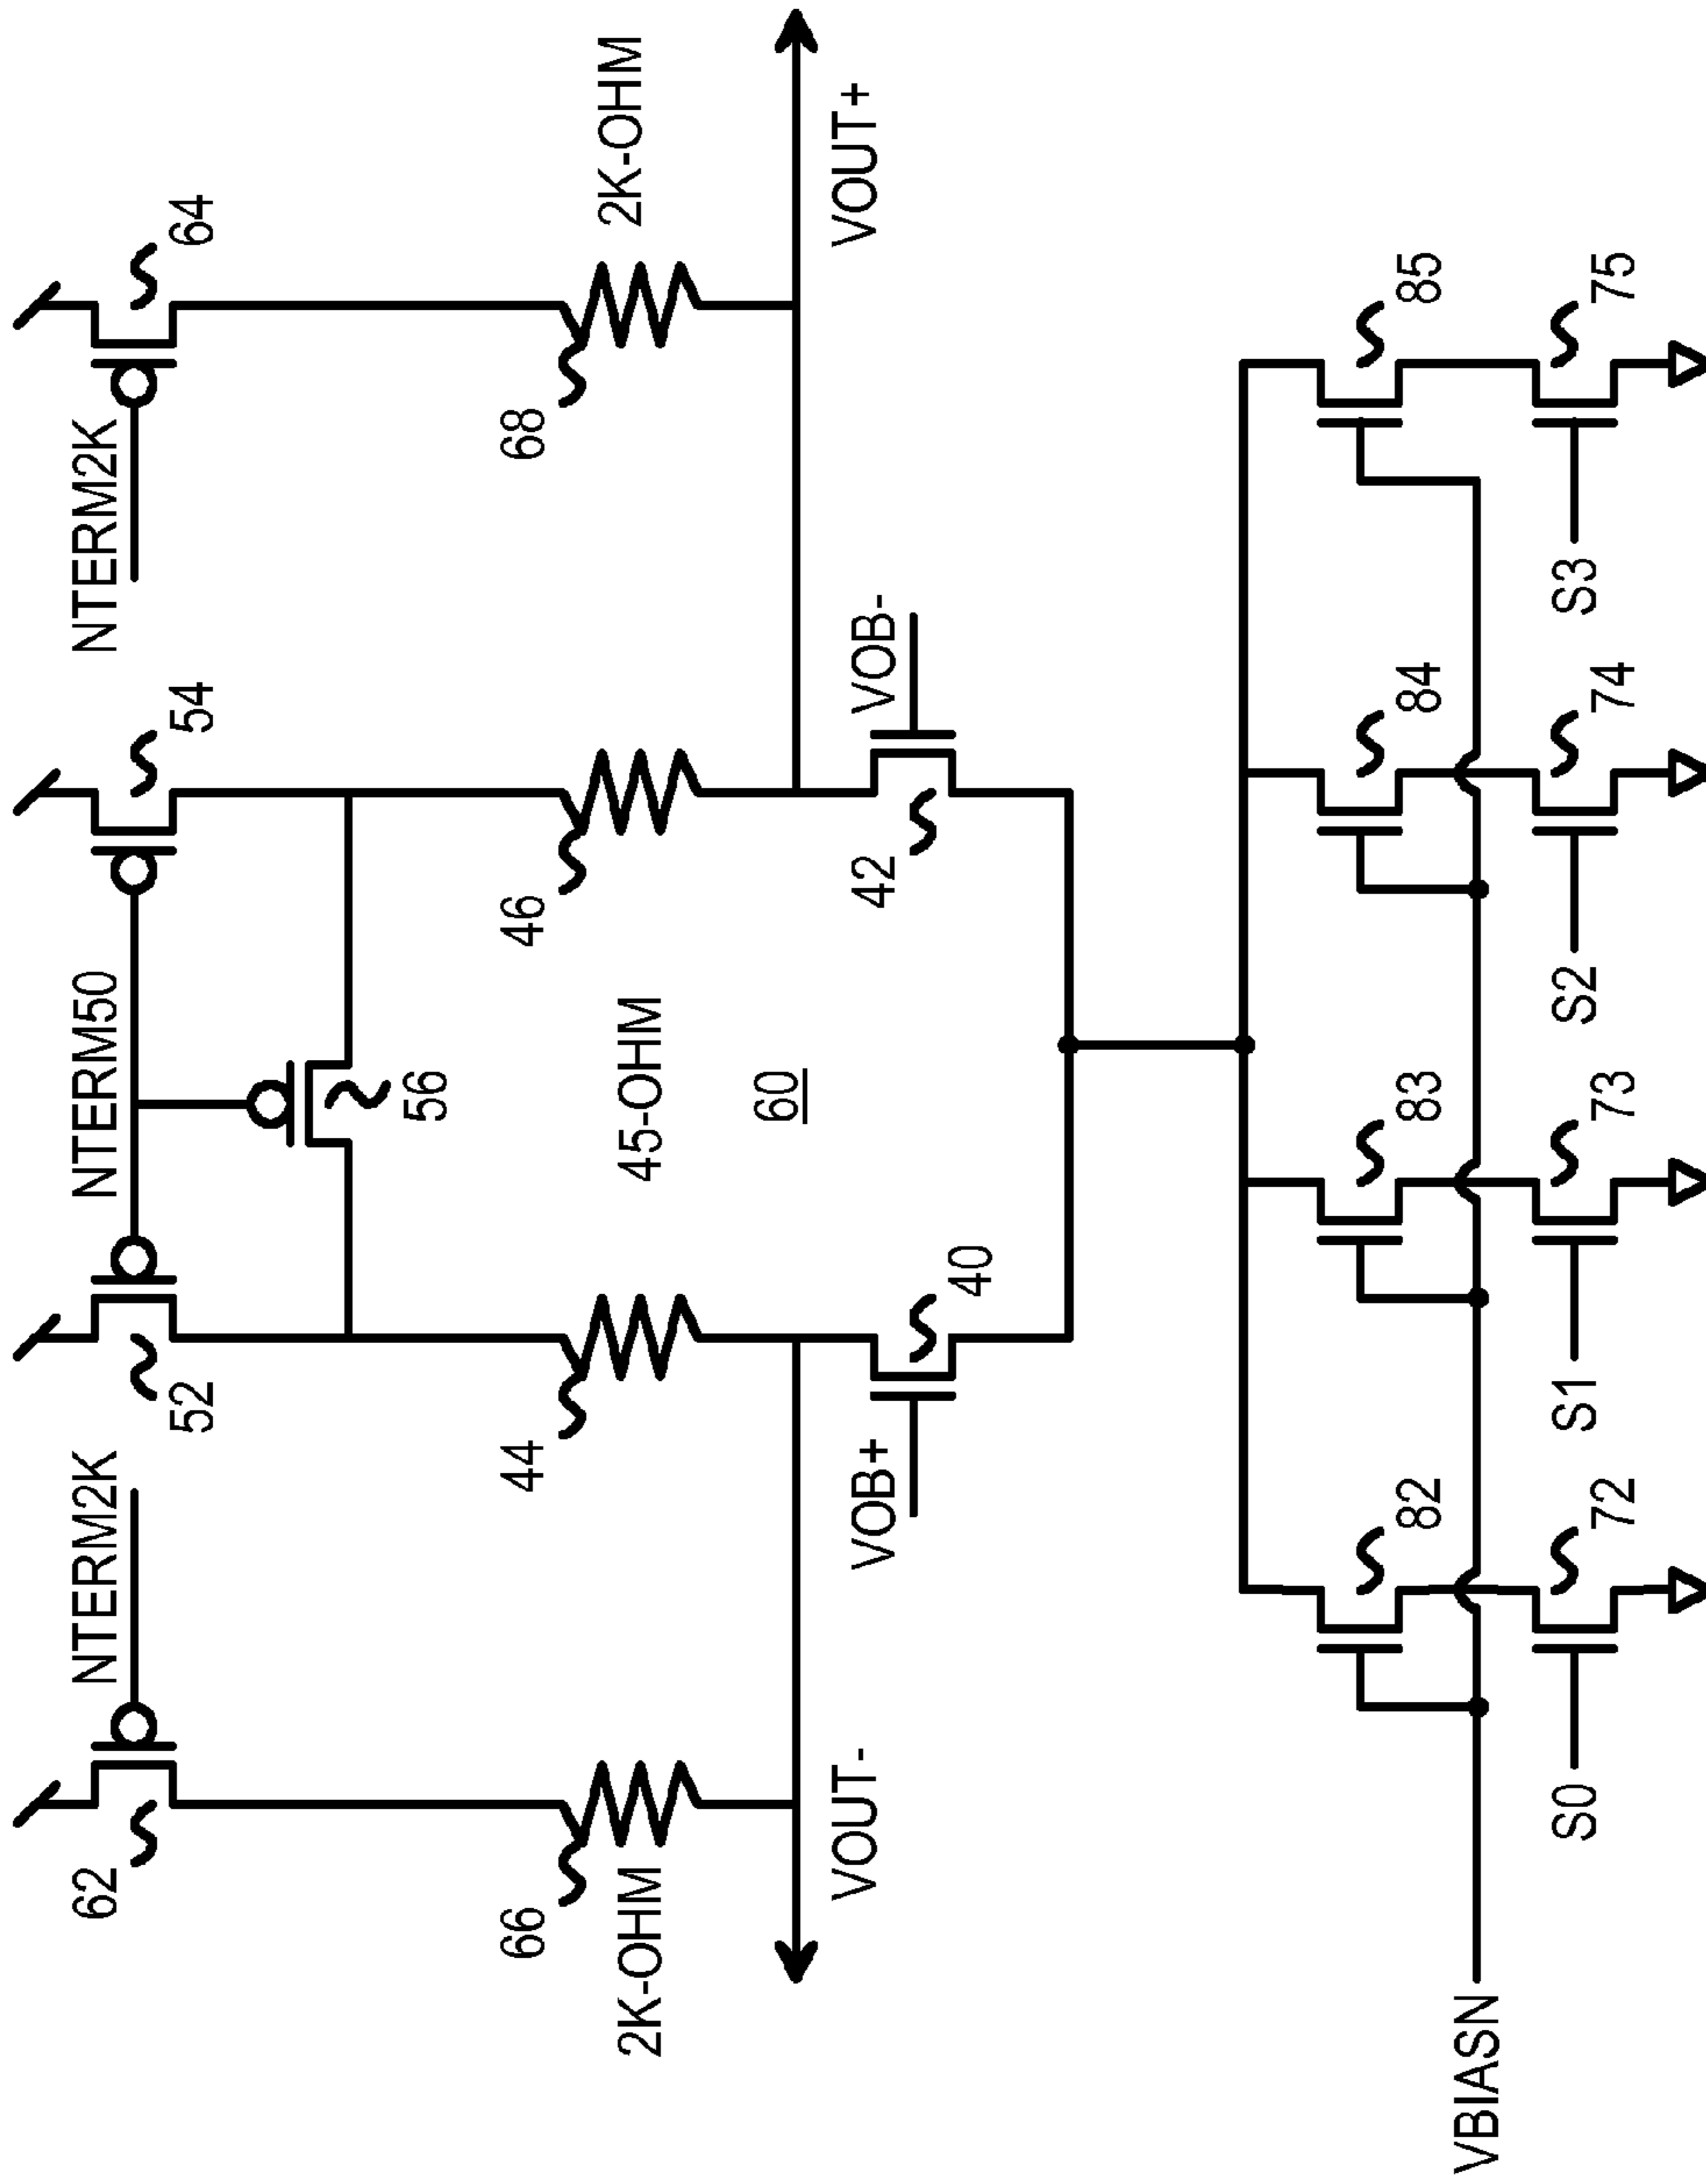 62
NTERM2K
52
NTERM50
54
NTERM2K
64
56
66
2K-OHM
44
45-OHM
46
68
2K-OHM
60
VOUT-
VOB+
40
42
VOB-
VOUT+
82
83
84
85
VBIASN
S0
72
S1
73
S2
74
S3
75